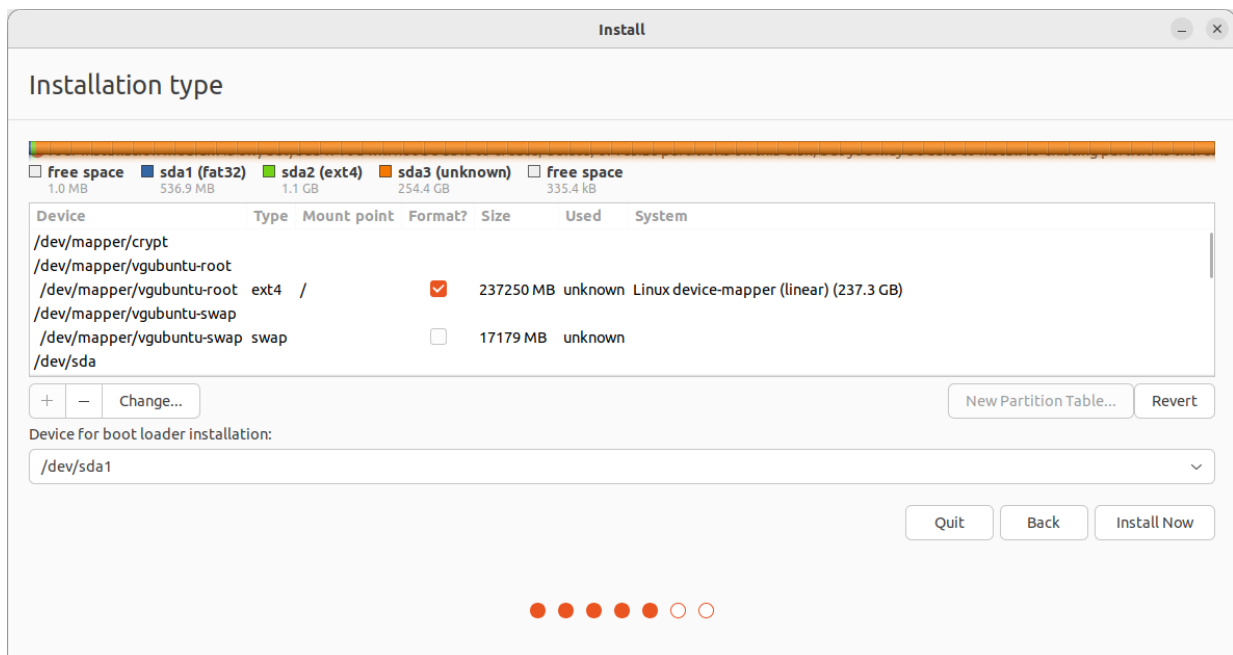 Install
Installation type
free space sda1 (fat32) sda2 (ext4) sda3 (unknown) free space
1.0 MB 536.9 MB 1.1 GB 254.4 GB 335.4 kB
Device Type Mount point Format? Size Used System
/dev/mapper/crypt
/dev/mapper/vgubuntu-root
/dev/mapper/vgubuntu-root ext4 / 237250 MB unknown Linux device-mapper (linear) (237.3 GB)
/dev/mapper/vgubuntu-swap
/dev/mapper/vgubuntu-swap swap 17179 MB unknown
/dev/sda
+ − Change... New Partition Table... Revert
Device for boot loader installation:
/dev/sda1
Quit Back Install Now